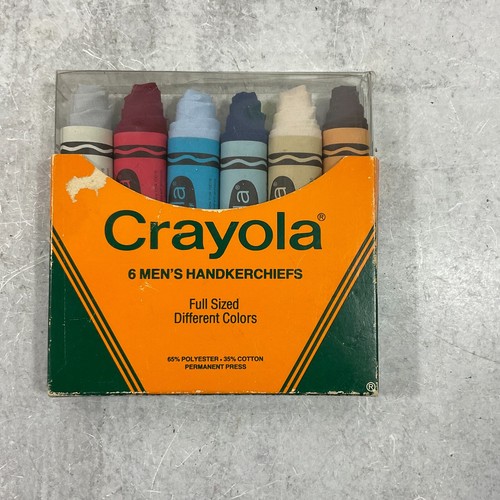 Crayola®
6 MEN'S HANDKERCHIEFS
Full Sized
Different Colors
65% POLYESTER • 35% COTTON
PERMANENT PRESS
®